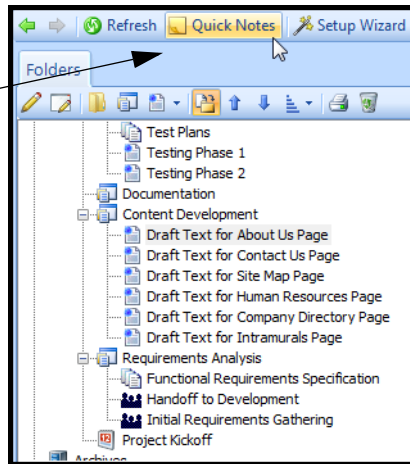 Refresh Quick Notes Setup Wizard
Folders
Test Plans
Testing Phase 1
Testing Phase 2
Documentation
Content Development
Draft Text for About Us Page
Draft Text for Contact Us Page
Draft Text for Site Map Page
Draft Text for Human Resources Page
Draft Text for Company Directory Page
Draft Text for Intramurals Page
Requirements Analysis
Functional Requirements Specification
Handoff to Development
Initial Requirements Gathering
12 Project Kickoff
Archives